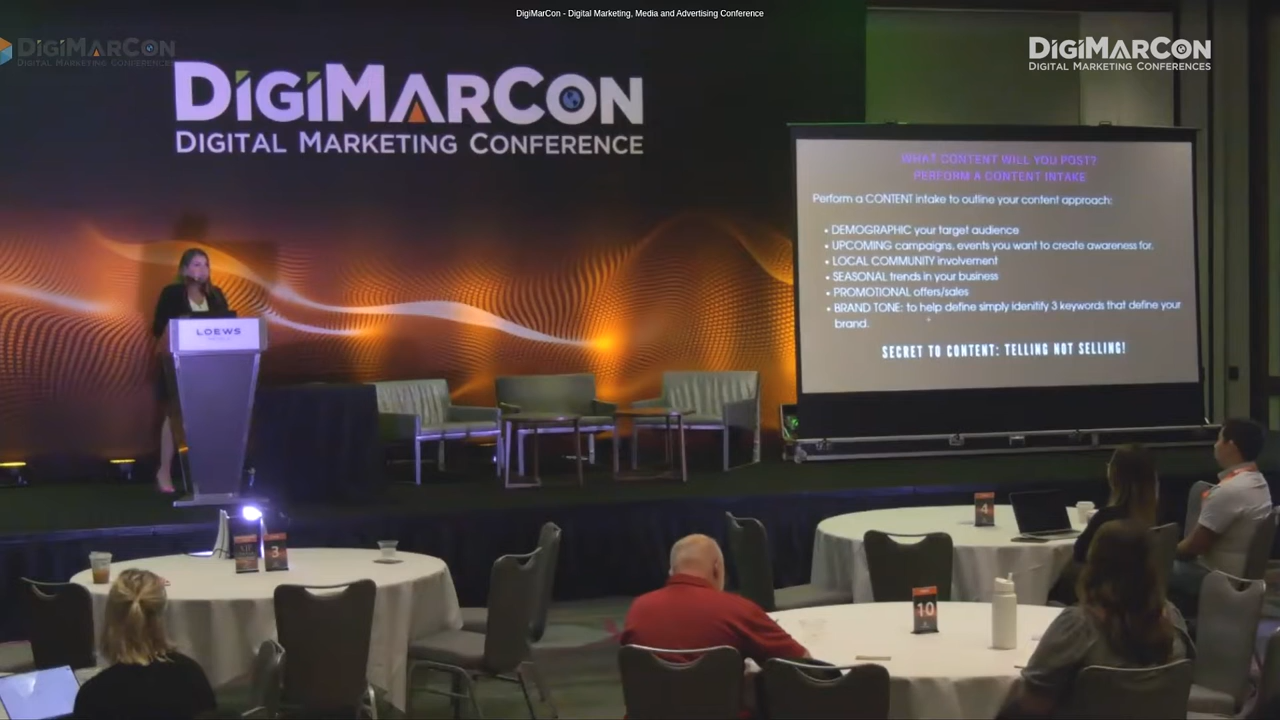 DigiMarCon - Digital Marketing, Media and Advertising Conference
DiGiMARCON
DIGITAL MARKETING CONFERENCES
DiGiMARCON
DIGITAL MARKETING CONFERENCES
DiGiMARCON
DIGITAL MARKETING CONFERENCE
WHAT CONTENT WILL YOU POST?
PERFORM A CONTENT INTAKE
Perform a CONTENT intake to outline your content approach:
• DEMOGRAPHIC your target audience
• UPCOMING campaigns, events you want to create awareness for.
• LOCAL COMMUNITY involvement
• SEASONAL trends in your business
• PROMOTIONAL offers/sales
• BRAND TONE: to help define simply idenitify 3 keywords that define your
brand.
SECRET TO CONTENT: TELLING NOT SELLING!
LOEWS
4
VIP
3
10